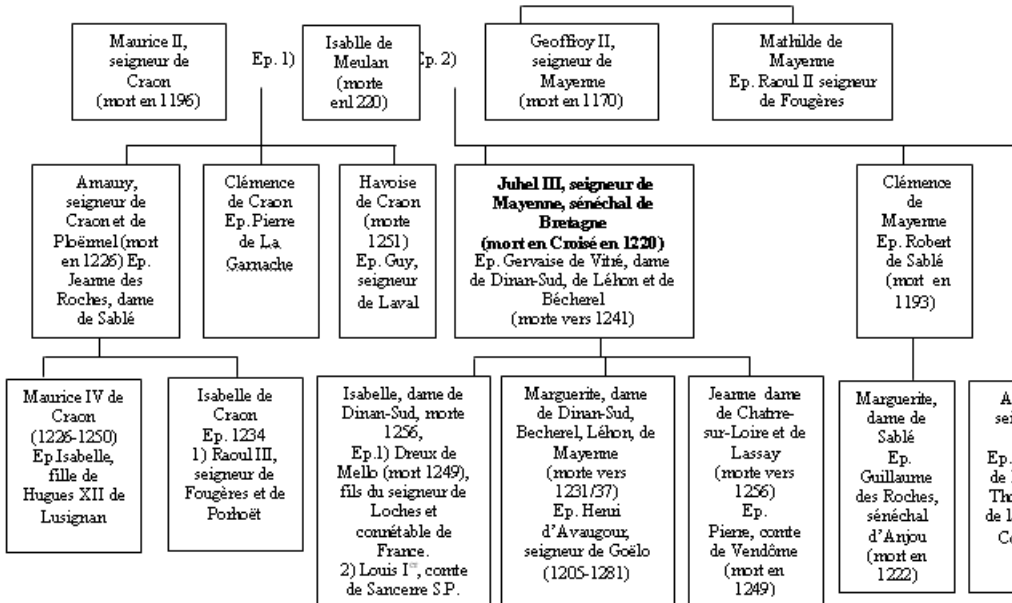 Maurice II,
seigneur de
Craon
(mort en 1196)
Ep. 1)
Isablle de
Meulan
(morte
en1220)
Ep. 2)
Geoffroy II,
seigneur de
Mayenne
(mort en 1170)
Mathilde de
Mayenne
Ep. Raoul II seigneur
de Fougères
Amaury,
seigneur de
Craon et de
Ploërmel (mort
en 1226) Ep.
Jeanne des
Roches, dame
de Sablé
Clémence
de Craon
Ep. Pierre
de La
Garnache
Havoise
de Craon
(morte
1251)
Ep. Guy,
seigneur
de Laval
Juhel III, seigneur de
Mayenne, sénéchal de
Bretagne
(mort en Croisé en 1220)
Ep. Gervaise de Vitré, dame
de Dinan-Sud, de Léhon et de
Bécherel
(morte vers 1241)
Clémence
de
Mayenne
Ep. Robert
de Sablé
(mort en
1193)
Maurice IV de
Craon
(1226-1250)
Ep Isabelle,
fille de
Hugues XII de
Lusignan
Isabelle de
Craon
Ep. 1234
1) Raoul III,
seigneur de
Fougères et de
Porhoët
Isabelle, dame de
Dinan-Sud, morte
1256,
Ep.1) Dreux de
Mello (mort 1249),
fils du seigneur de
Loches et
connétable de
France.
2) Louis Ier, comte
de Sancerre S.P.
Marguerite, dame
de Dinan-Sud,
Becherel, Léhon, de
Mayenne
(morte vers
1231/37)
Ep. Henri
d'Avaugour,
seigneur de Goëlo
(1205-1281)
Jeanne dame
de Chatrre-
sur-Loire et de
Lassay
(morte vers
1256)
Ep.
Pierre, comte
de Vendôme
(mort en
1249)
Marguerite,
dame de
Sablé
Ep.
Guillaume
des Roches,
sénéchal
d'Anjou
(mort en
1222)
A
sei
Ep.
de
Tho
de l
C